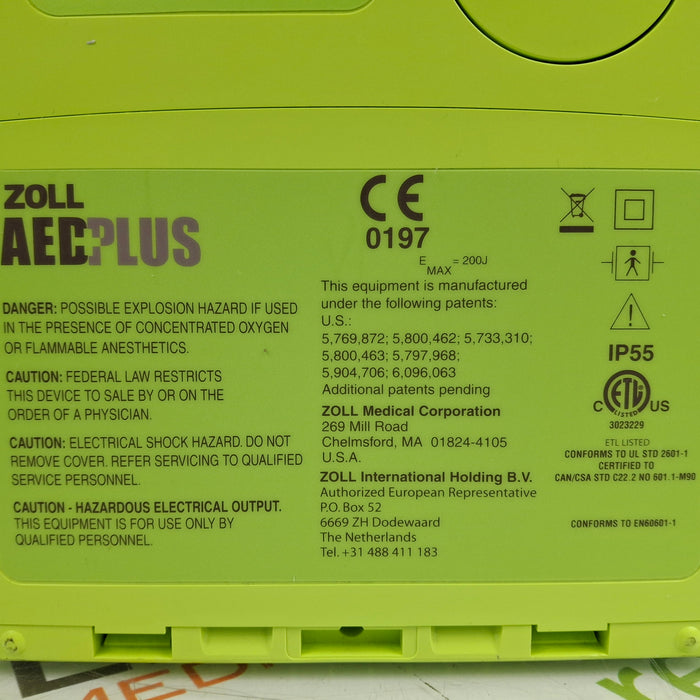 ZOLL
AED PLUS
DANGER: POSSIBLE EXPLOSION HAZARD IF USED
IN THE PRESENCE OF CONCENTRATED OXYGEN
OR FLAMMABLE ANESTHETICS.
CAUTION: FEDERAL LAW RESTRICTS
THIS DEVICE TO SALE BY OR ON THE
ORDER OF A PHYSICIAN.
CAUTION: ELECTRICAL SHOCK HAZARD. DO NOT
REMOVE COVER. REFER SERVICING TO QUALIFIED
SERVICE PERSONNEL.
CAUTION - HAZARDOUS ELECTRICAL OUTPUT.
THIS EQUIPMENT IS FOR USE ONLY BY
QUALIFIED PERSONNEL.
CE
0197
E MAX = 200J
This equipment is manufactured
under the following patents:
U.S.:
5,769,872; 5,800,462; 5,733,310;
5,800,463; 5,797,968;
5,904,706; 6,096,063
Additional patents pending
ZOLL Medical Corporation
269 Mill Road
Chelmsford, MA 01824-4105
U.S.A.
ZOLL International Holding B.V.
Authorized European Representative
P.O. Box 52
6669 ZH Dodewaard
The Netherlands
Tel. +31 488 411 183
IP55
C ETL US
LISTED
3023229
ETL LISTED
CONFORMS TO UL STD 2601-1
CERTIFIED TO
CAN/CSA STD C22.2 NO 601.1-M90
CONFORMS TO EN60601-1